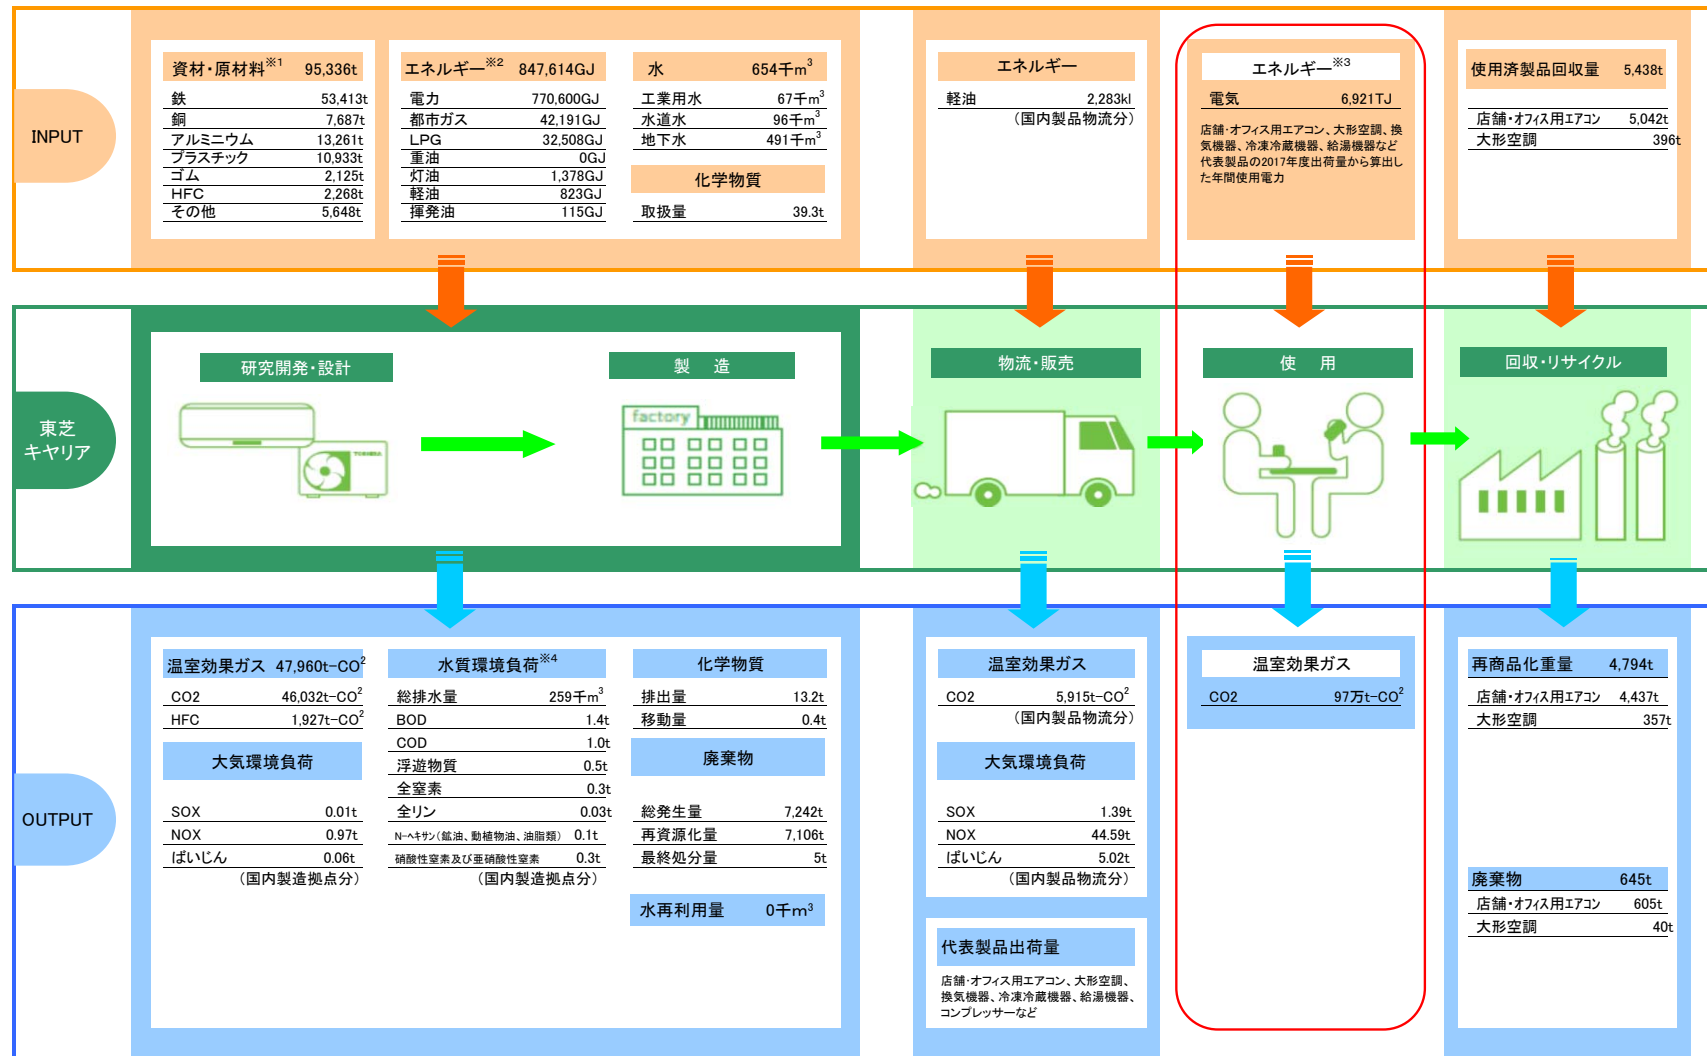 INPUT
資材・原材料※1 95,336t
鉄 53,413t
銅 7,687t
アルミニウム 13,261t
プラスチック 10,933t
ゴム 2,125t
HFC 2,268t
その他 5,648t
エネルギー※2 847,614GJ
電力 770,600GJ
都市ガス 42,191GJ
LPG 32,508GJ
重油 0GJ
灯油 1,378GJ
軽油 823GJ
揮発油 115GJ
水 654千m3
工業用水 67千m3
水道水 96千m3
地下水 491千m3
化学物質
取扱量 39.3t
エネルギー
軽油 2,283kl
(国内製品物流分)
エネルギー※3
電気 6,921TJ
店舗・オフィス用エアコン、大形空調、換
気機器、冷凍冷蔵機器、給湯機器など
代表製品の2017年度出荷量から算出し
た年間使用電力
使用済製品回収量 5,438t
店舗・オフィス用エアコン 5,042t
大形空調 396t
東芝
キヤリア
研究開発・設計
TOSHIBA
製 造
factory
物流・販売
使 用
回収・リサイクル
OUTPUT
温室効果ガス 47,960t-CO2
CO2 46,032t-CO2
HFC 1,927t-CO2
大気環境負荷
SOX 0.01t
NOX 0.97t
ばいじん 0.06t
(国内製造拠点分)
水質環境負荷※4
総排水量 259千m3
BOD 1.4t
COD 1.0t
浮遊物質 0.5t
全窒素 0.3t
全リン 0.03t
N-ヘキサン(鉱油、動植物油、油脂類) 0.1t
硝酸性窒素及び亜硝酸性窒素 0.3t
(国内製造拠点分)
化学物質
排出量 13.2t
移動量 0.4t
廃棄物
総発生量 7,242t
再資源化量 7,106t
最終処分量 5t
水再利用量 0千m3
温室効果ガス
CO2 5,915t-CO2
(国内製品物流分)
大気環境負荷
SOX 1.39t
NOX 44.59t
ばいじん 5.02t
(国内製品物流分)
代表製品出荷量
店舗・オフィス用エアコン、大形空調、
換気機器、冷凍冷蔵機器、給湯機器、
コンプレッサーなど
温室効果ガス
CO2 97万t-CO2
再商品化重量 4,794t
店舗・オフィス用エアコン 4,437t
大形空調 357t
廃棄物 645t
店舗・オフィス用エアコン 605t
大形空調 40t